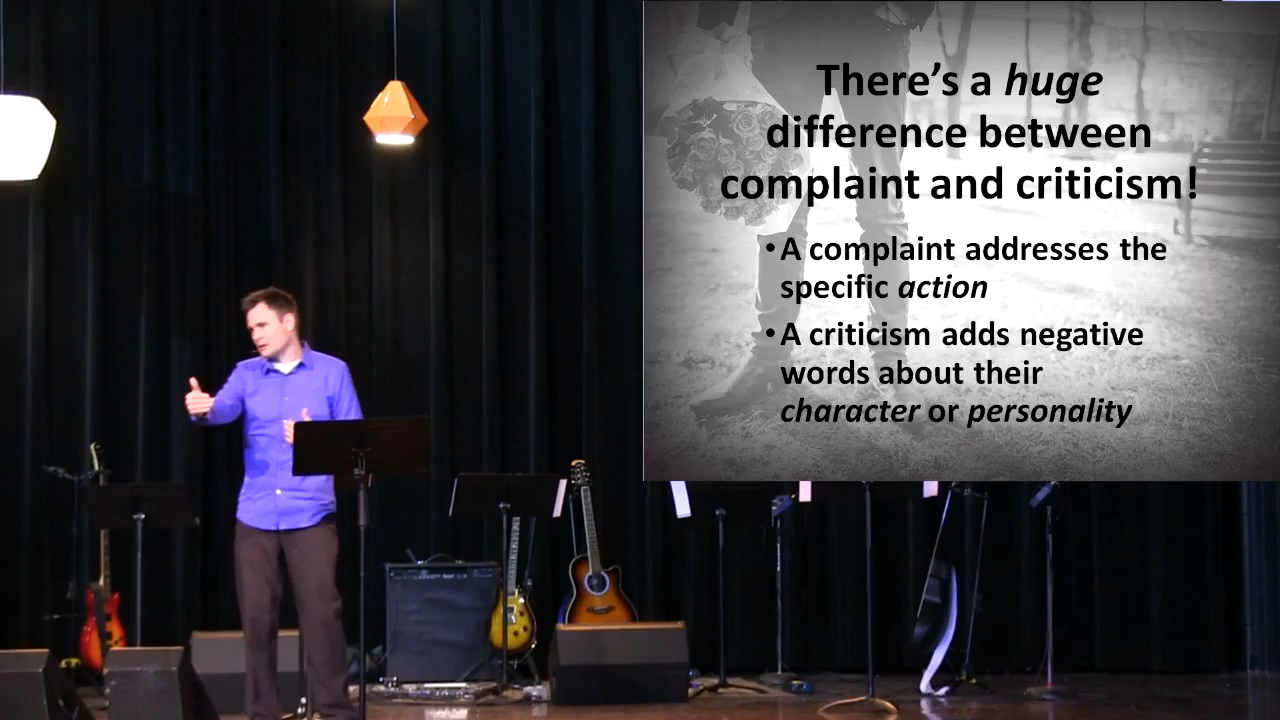 There’s a huge
difference between
complaint and criticism!
• A complaint addresses the
specific action
• A criticism adds negative
words about their
character or personality